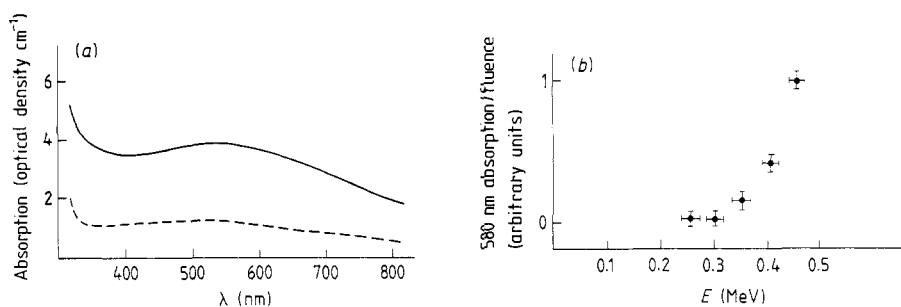 (a)
Absorption (optical density cm⁻¹)
6
4
2
400 500 600 700 800
λ (nm)
(b)
580 nm absorption/fluence
(arbitrary units)
1
0
0.1 0.2 0.3 0.4 0.5
E (MeV)